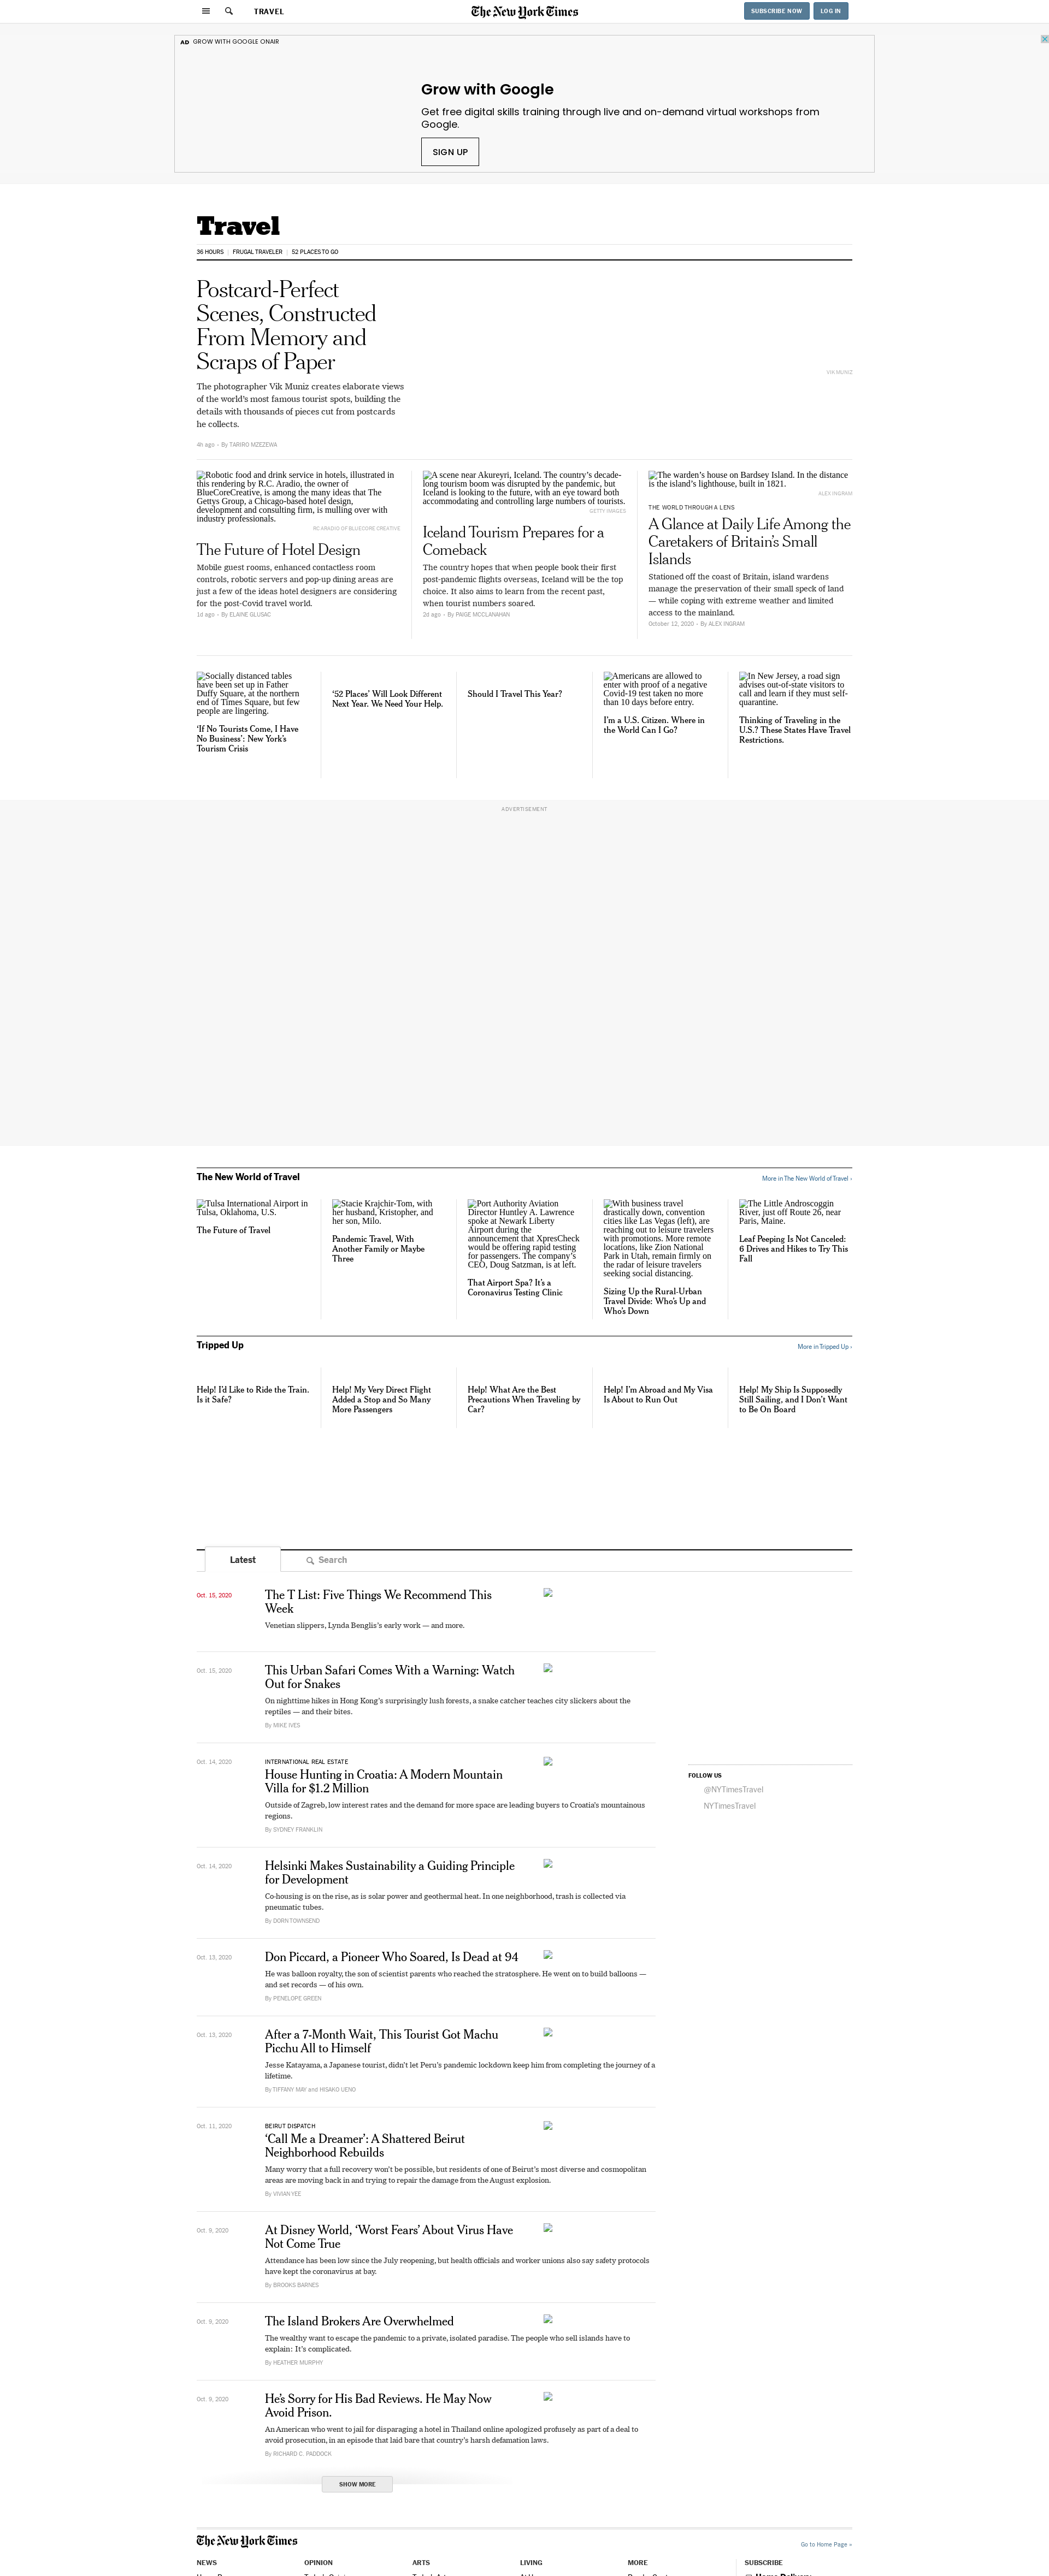 TRAVEL
The New York Times
SUBSCRIBE NOW
LOG IN
AD GROW WITH GOOGLE ONAIR
Grow with Google
Get free digital skills training through live and on-demand virtual workshops from
Google.
SIGN UP
Travel
36 HOURS
FRUGAL TRAVELER
52 PLACES TO GO
Postcard-Perfect
Scenes, Constructed
From Memory and
Scraps of Paper
The photographer Vik Muniz creates elaborate views
of the world's most famous tourist spots, building the
details with thousands of pieces cut from postcards
he collects.
4h ago - By TARIRO MZEZEWA
VIK MUNIZ
Robotic food and drink service in hotels, illustrated in
this rendering by R.C. Aradio, the owner of
BlueCoreCreative, is among many ideas that The
Gettys Group, a Chicago-based hotel design,
development and consulting firm, is mulling over with
industry professionals.
RC ARADIO OF BLUECORE CREATIVE
The Future of Hotel Design
Mobile guest rooms, enhanced contactless room
controls, robotic servers and pop-up dining areas are
just a few of the ideas hotel designers are considering
for the post-Covid travel world.
1d ago - By ELAINE GLUSAC
A scene near Akureyri, Iceland. The country's decade-
long tourism boom was disrupted by the pandemic, but
Iceland is looking to the future, with an eye toward both
accommodating and controlling large numbers of tourists.
GETTY IMAGES
Iceland Tourism Prepares for a
Comeback
The country hopes that when people book their first
post-pandemic flights overseas, Iceland will be the top
choice. It also aims to learn from the recent past,
when tourist numbers soared.
2d ago - By PAIGE MCCLANAHAN
The warden's house on Bardsey Island. In the distance
is the island's lighthouse, built in 1821.
ALEX INGRAM
THE WORLD THROUGH A LENS
A Glance at Daily Life Among the
Caretakers of Britain's Small
Islands
Stationed off the coast of Britain, island wardens
manage the preservation of their small speck of land
— while coping with extreme weather and limited
access to the mainland.
October 12, 2020 - By ALEX INGRAM
Socially distanced tables
have been set up in Father
Duffy Square, at the northern
end of Times Square, but few
people are lingering.
'If No Tourists Come, I Have
No Business': New York's
Tourism Crisis
'52 Places' Will Look Different
Next Year. We Need Your Help.
Should I Travel This Year?
Americans are allowed to
enter with proof of a negative
Covid-19 test taken no more
than 10 days before entry.
I'm a U.S. Citizen. Where in
the World Can I Go?
In New Jersey, a road sign
advises out-of-state visitors to
call and learn if they must self-
quarantine.
Thinking of Traveling in the
U.S.? These States Have Travel
Restrictions.
ADVERTISEMENT
The New World of Travel
More in The New World of Travel ›
Tulsa International Airport in
Tulsa, Oklahoma, U.S.
The Future of Travel
Stacie Krajchir-Tom, with
her husband, Kristopher, and
her son, Milo.
Pandemic Travel, With
Another Family or Maybe
Three
Port Authority Aviation
Director Huntley A. Lawrence
spoke at Newark Liberty
Airport during the
announcement that XpresCheck
would be offering rapid testing
for passengers. The company's
CEO, Doug Satzman, is at left.
That Airport Spa? It's a
Coronavirus Testing Clinic
With business travel
drastically down, convention
cities like Las Vegas (left), are
reaching out to leisure travelers
with promotions. More remote
locations, like Zion National
Park in Utah, remain firmly on
the radar of leisure travelers
seeking social distancing.
Sizing Up the Rural-Urban
Travel Divide: Who's Up and
Who's Down
The Little Androscoggin
River, just off Route 26, near
Paris, Maine.
Leaf Peeping Is Not Canceled:
6 Drives and Hikes to Try This
Fall
Tripped Up
More in Tripped Up ›
Help! I'd Like to Ride the Train.
Is it Safe?
Help! My Very Direct Flight
Added a Stop and So Many
More Passengers
Help! What Are the Best
Precautions When Traveling by
Car?
Help! I'm Abroad and My Visa
Is About to Run Out
Help! My Ship Is Supposedly
Still Sailing, and I Don't Want
to Be On Board
Latest
Search
Oct. 15, 2020
The T List: Five Things We Recommend This
Week
Venetian slippers, Lynda Benglis's early work — and more.
Oct. 15, 2020
This Urban Safari Comes With a Warning: Watch
Out for Snakes
On nighttime hikes in Hong Kong's surprisingly lush forests, a snake catcher teaches city slickers about the
reptiles — and their bites.
By MIKE IVES
Oct. 14, 2020
INTERNATIONAL REAL ESTATE
House Hunting in Croatia: A Modern Mountain
Villa for $1.2 Million
Outside of Zagreb, low interest rates and the demand for more space are leading buyers to Croatia's mountainous
regions.
By SYDNEY FRANKLIN
FOLLOW US
@NYTimesTravel
NYTimesTravel
Oct. 14, 2020
Helsinki Makes Sustainability a Guiding Principle
for Development
Co-housing is on the rise, as is solar power and geothermal heat. In one neighborhood, trash is collected via
pneumatic tubes.
By DORN TOWNSEND
Oct. 13, 2020
Don Piccard, a Pioneer Who Soared, Is Dead at 94
He was balloon royalty, the son of scientist parents who reached the stratosphere. He went on to build balloons —
and set records — of his own.
By PENELOPE GREEN
Oct. 13, 2020
After a 7-Month Wait, This Tourist Got Machu
Picchu All to Himself
Jesse Katayama, a Japanese tourist, didn't let Peru's pandemic lockdown keep him from completing the journey of a
lifetime.
By TIFFANY MAY and HISAKO UENO
Oct. 11, 2020
BEIRUT DISPATCH
'Call Me a Dreamer': A Shattered Beirut
Neighborhood Rebuilds
Many worry that a full recovery won't be possible, but residents of one of Beirut's most diverse and cosmopolitan
areas are moving back in and trying to repair the damage from the August explosion.
By VIVIAN YEE
Oct. 9, 2020
At Disney World, 'Worst Fears' About Virus Have
Not Come True
Attendance has been low since the July reopening, but health officials and worker unions also say safety protocols
have kept the coronavirus at bay.
By BROOKS BARNES
Oct. 9, 2020
The Island Brokers Are Overwhelmed
The wealthy want to escape the pandemic to a private, isolated paradise. The people who sell islands have to
explain: It's complicated.
By HEATHER MURPHY
Oct. 9, 2020
He's Sorry for His Bad Reviews. He May Now
Avoid Prison.
An American who went to jail for disparaging a hotel in Thailand online apologized profusely as part of a deal to
avoid prosecution, in an episode that laid bare that country's harsh defamation laws.
By RICHARD C. PADDOCK
SHOW MORE
The New York Times
Go to Home Page »
NEWS
OPINION
ARTS
LIVING
MORE
SUBSCRIBE